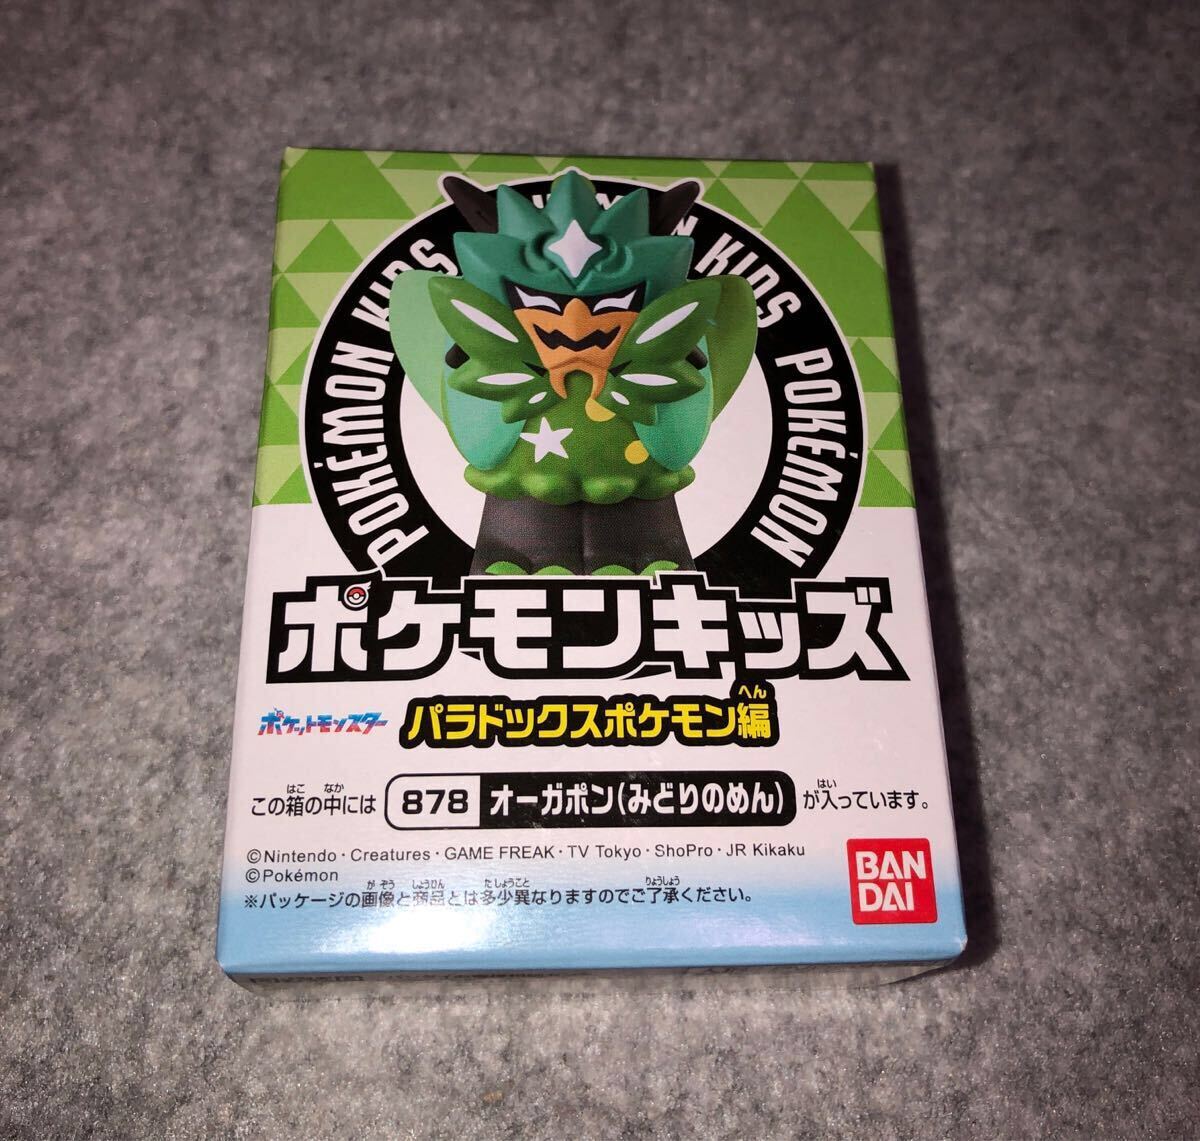 POKÉMON KIDS
KIDS POKÉMON
ポケモンキッズ
ポケットモンスター パラドックスポケモン編
へん
はこ なか はい
この箱の中には 878 オーガポン(みどりのめん) が入っています。
©Nintendo・Creatures・GAME FREAK・TV Tokyo・ShoPro・JR Kikaku
©Pokémon
がぞう しょうひん たしょうこと りょうしょう
※パッケージの画像と商品とは多少異なりますのでご了承ください。
BAN
DAI